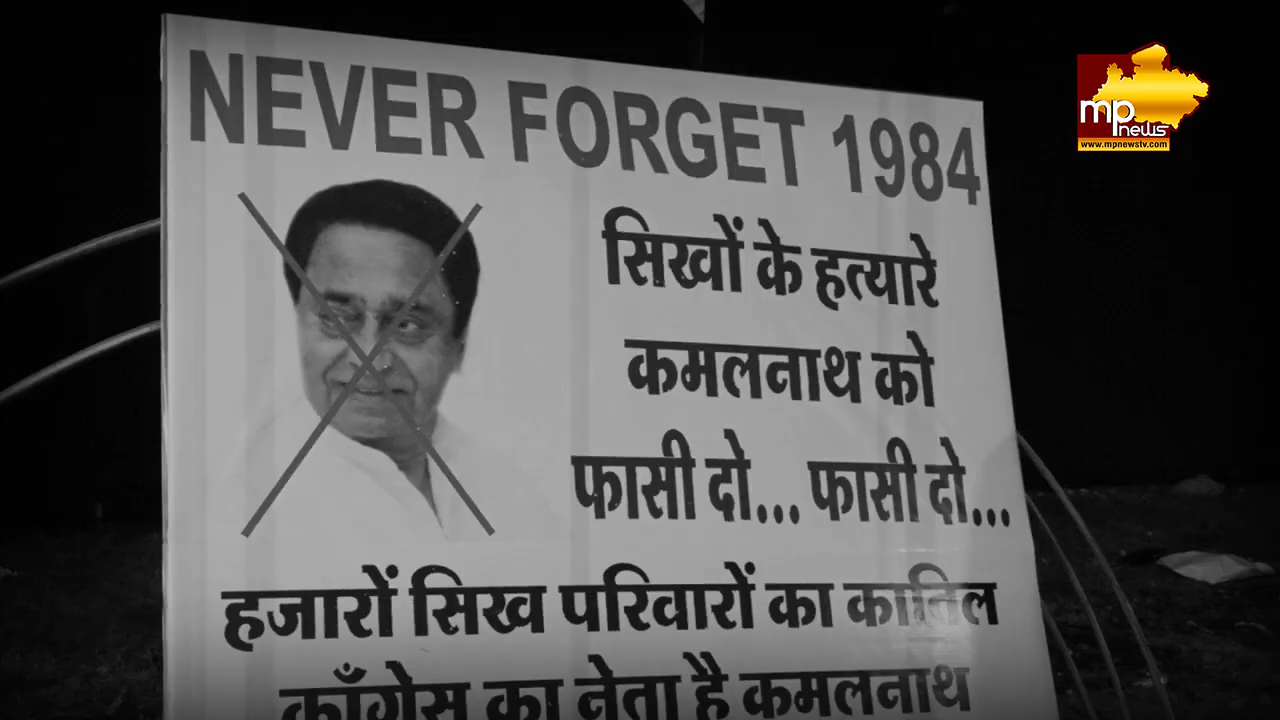 NEVER FORGET 1984
सिखों के हत्यारे
कमलनाथ को
फासी दो... फासी दो...
हजारों सिख परिवारों का कातिल
काँग्रेस का नेता है कमलनाथ
mp news
www.mpnewstv.com